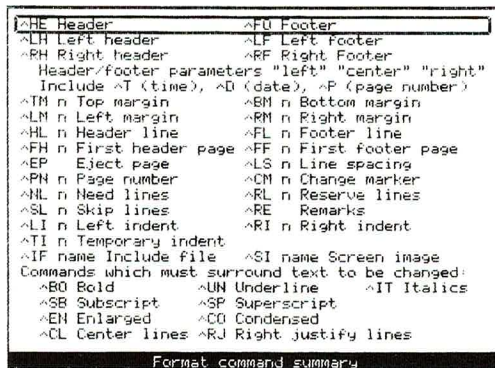 ^HE Header ^FO Footer
^LH Left header ^LF Left footer
^RH Right header ^RF Right Footer
Header/footer parameters "left" "center" "right"
Include ^T (time), ^D (date), ^P (page number)
^TM n Top margin ^BM n Bottom margin
^LM n Left margin ^RM n Right margin
^HL n Header line ^FL n Footer line
^FH n First header page ^FF n First footer page
^EP Eject page ^LS n Line spacing
^PN n Page number ^CM n Change marker
^NL n Need lines ^RL n Reserve lines
^SL n Skip lines ^RE Remarks
^LI n Left indent ^RI n Right indent
^TI n Temporary indent
^IF name Include file ^SI name Screen image
Commands which must surround text to be changed:
^BO Bold ^UN Underline ^IT Italics
^SB Subscript ^SP Superscript
^EN Enlarged ^CO Condensed
^CL Center lines ^RJ Right justify lines
Format command summary